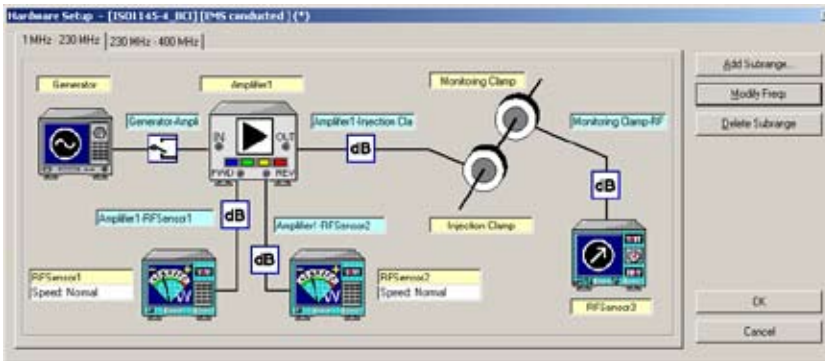 Hardware Setup - [ISO11145-4_BCI] [EMS conducted] (*)
1 MHz - 230 MHz
230 MHz - 400 MHz
Add Subrange...
Modify Freqs
Delete Subrange
Generator
Amplifier1
Monitoring Clamp
Generator-Ampli
Amplifier1-Injection Cla
Monitoring Clamp-RF
IN
OUT
FWD
REV
dB
dB
dB
dB
dB
Amplifier1-RFSensor1
Amplifier1-RFSensor2
Injection Clamp
RFSensor1
Speed: Normal
RFSensor2
Speed: Normal
RFSensor3
OK
Cancel